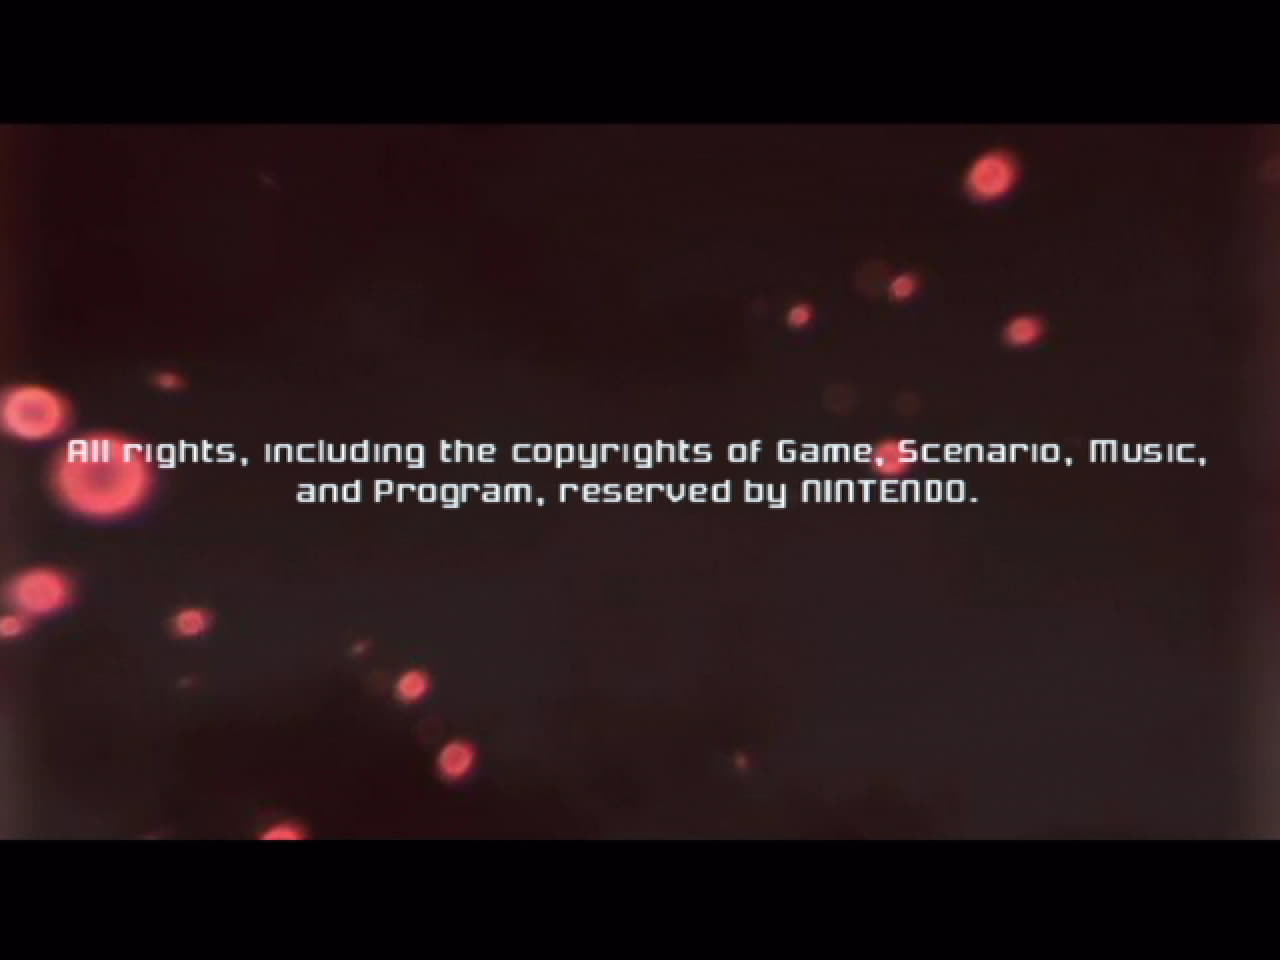 All rights, including the copyrights of Game, Scenario, Music,
and Program, reserved by NINTENDO.